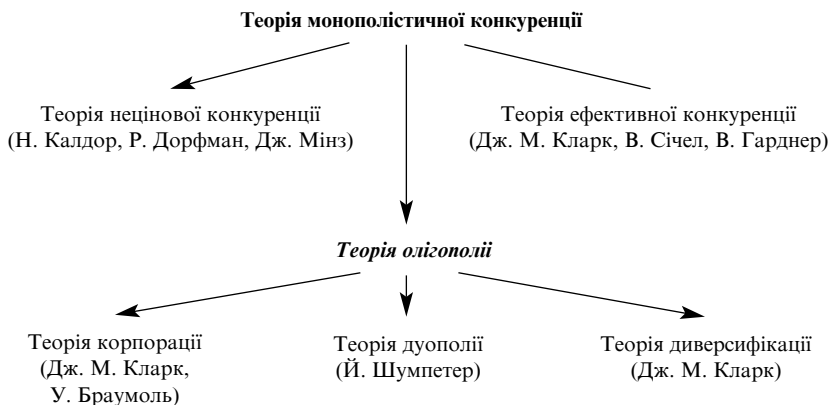 Теорія монополістичної конкуренції
Теорія нецінової конкуренції
(Н. Калдор, Р. Дорфман, Дж. Мінз)
Теорія ефективної конкуренції
(Дж. М. Кларк, В. Січел, В. Гарднер)
Теорія олігополії
Теорія корпорації
(Дж. М. Кларк,
У. Браумоль)
Теорія дуополії
(Й. Шумпетер)
Теорія диверсифікації
(Дж. М. Кларк)